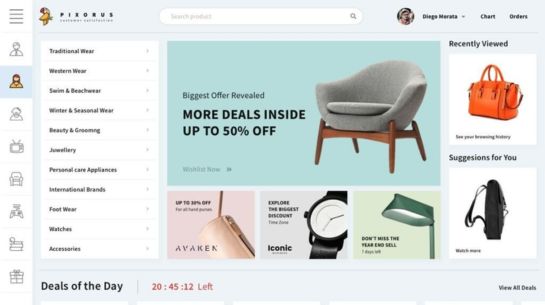 PIXORUS
customer satisfaction
Search product
Diego Morata
Chart
Orders
Traditional Wear
Western Wear
Swim & Beachwear
Winter & Seasonal Wear
Beauty & Groomng
Juwellery
Personal care Appliances
International Brands
Foot Wear
Watches
Accessories
Biggest Offer Revealed
MORE DEALS INSIDE
UP TO 50% OFF
Wishlist Now
UP TO 50% OFF
For all hand purses
AVAKEN
EXPLORE
THE BIGGEST
DISCOUNT
Time Zone
Iconic
DON'T MISS THE
YEAR END SELL
7 days left
Recently Viewed
See your browsing history
Suggesions for You
Watch more
Deals of the Day
20 : 45 : 12 Left
View All Deals